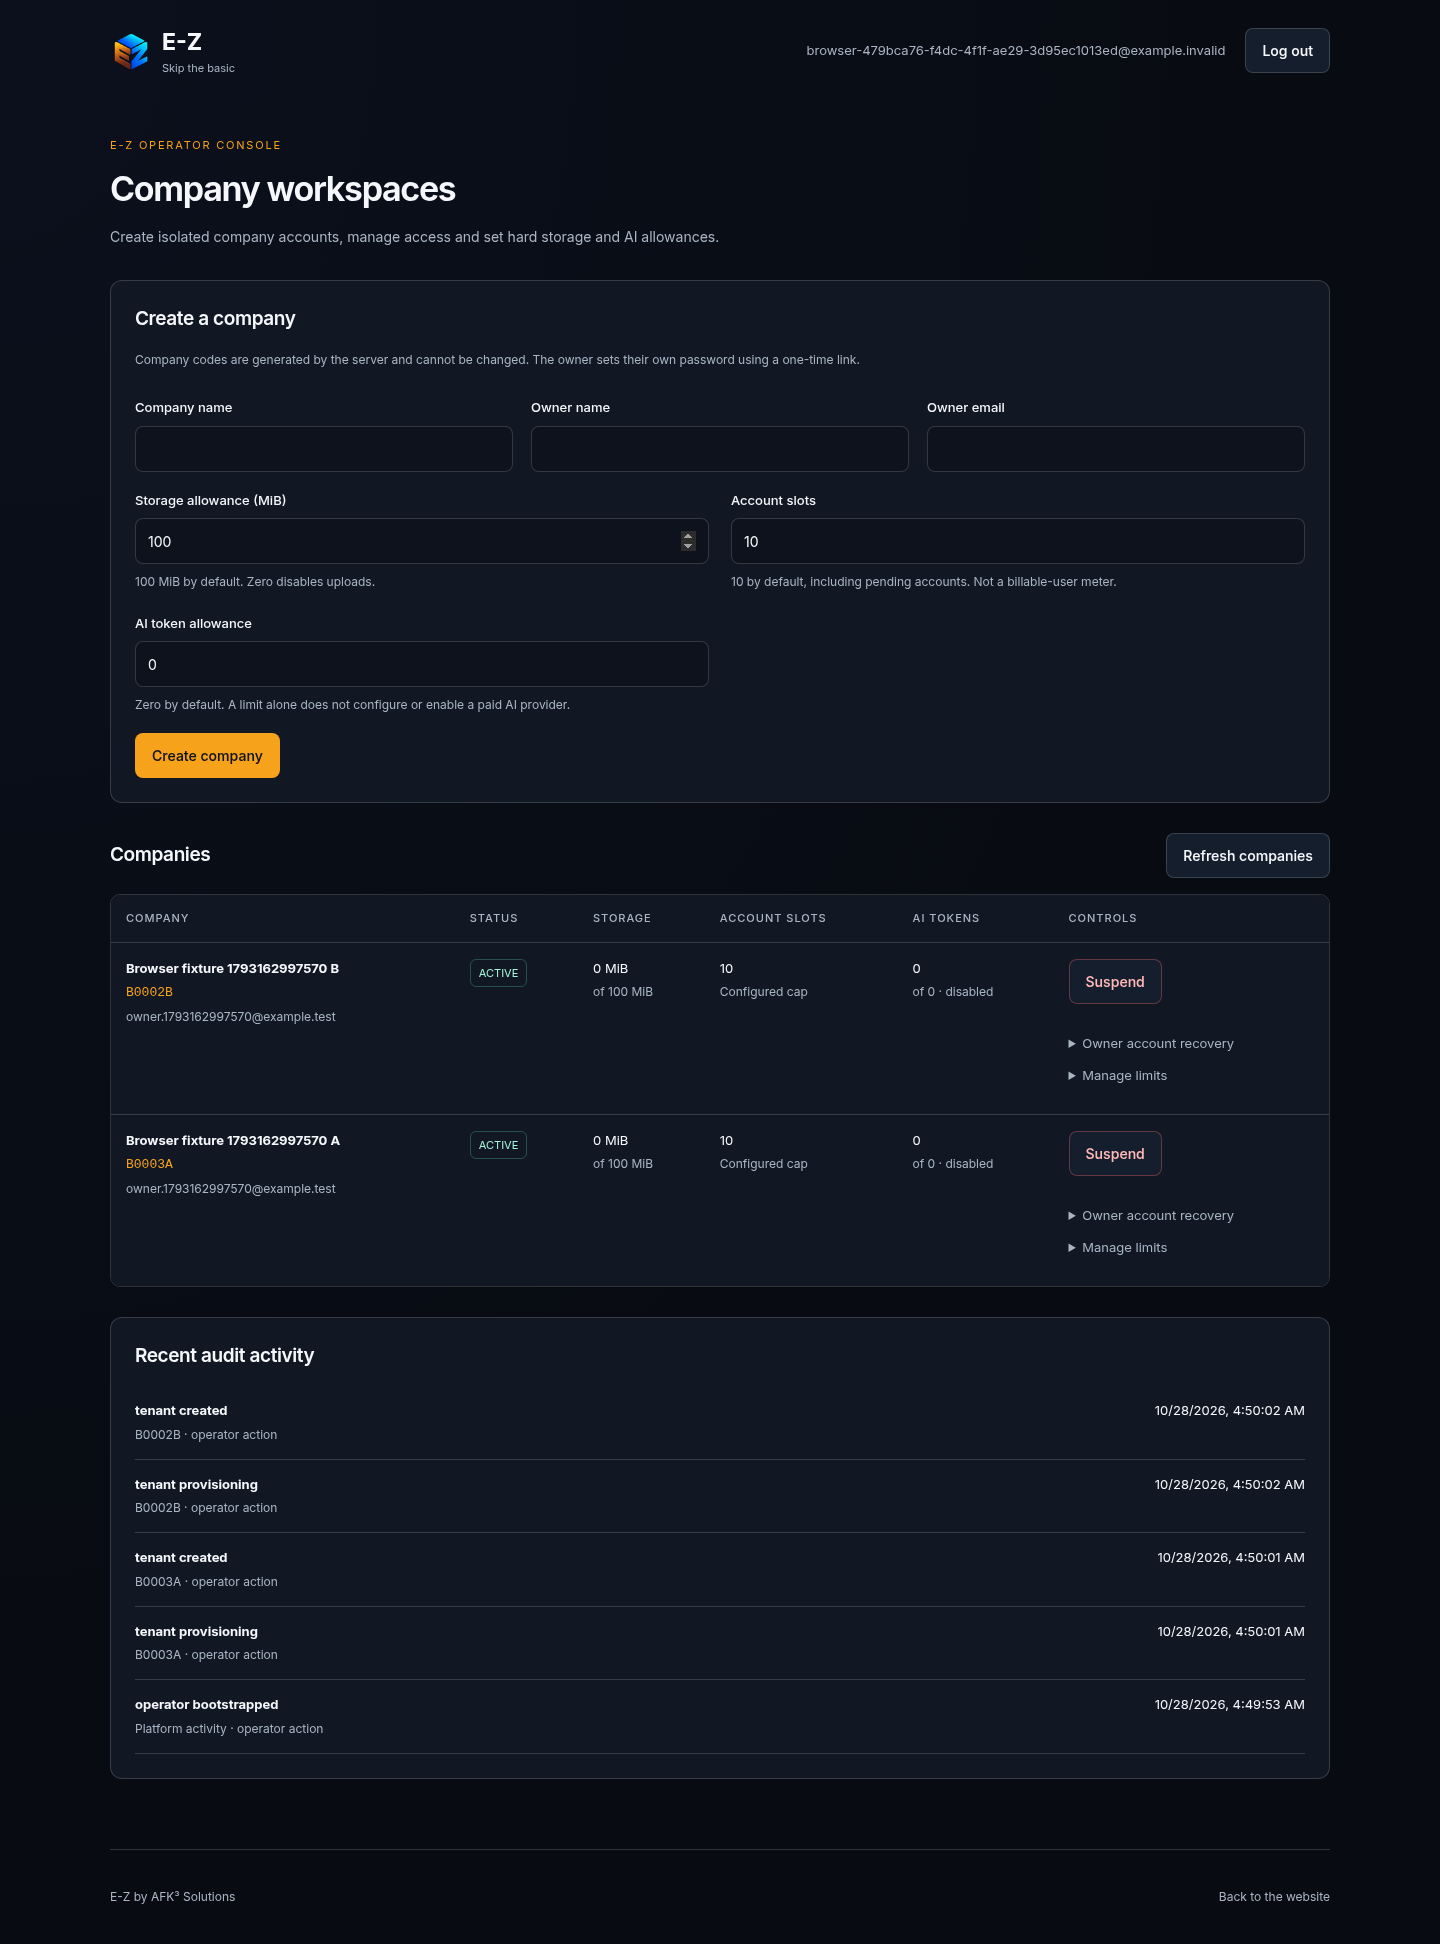 E-Z
Skip the basic
browser-479bca76-f4dc-4f1f-ae29-3d95ec1013ed@example.invalid
Log out
E-Z OPERATOR CONSOLE
Company workspaces
Create isolated company accounts, manage access and set hard storage and AI allowances.
Create a company
Company codes are generated by the server and cannot be changed. The owner sets their own password using a one-time link.
Company name
Owner name
Owner email
Storage allowance (MiB)
Account slots
100
10
100 MiB by default. Zero disables uploads.
10 by default, including pending accounts. Not a billable-user meter.
AI token allowance
0
Zero by default. A limit alone does not configure or enable a paid AI provider.
Create company
Companies
Refresh companies
COMPANY STATUS STORAGE ACCOUNT SLOTS AI TOKENS CONTROLS
Browser fixture 1793162997570 B
B0002B
owner.1793162997570@example.test
ACTIVE
0 MiB
of 100 MiB
10
Configured cap
0
of 0 · disabled
Suspend
Owner account recovery
Manage limits
Browser fixture 1793162997570 A
B0003A
owner.1793162997570@example.test
ACTIVE
0 MiB
of 100 MiB
10
Configured cap
0
of 0 · disabled
Suspend
Owner account recovery
Manage limits
Recent audit activity
tenant created
B0002B · operator action
10/28/2026, 4:50:02 AM
tenant provisioning
B0002B · operator action
10/28/2026, 4:50:02 AM
tenant created
B0003A · operator action
10/28/2026, 4:50:01 AM
tenant provisioning
B0003A · operator action
10/28/2026, 4:50:01 AM
operator bootstrapped
Platform activity · operator action
10/28/2026, 4:49:53 AM
E-Z by AFK³ Solutions
Back to the website